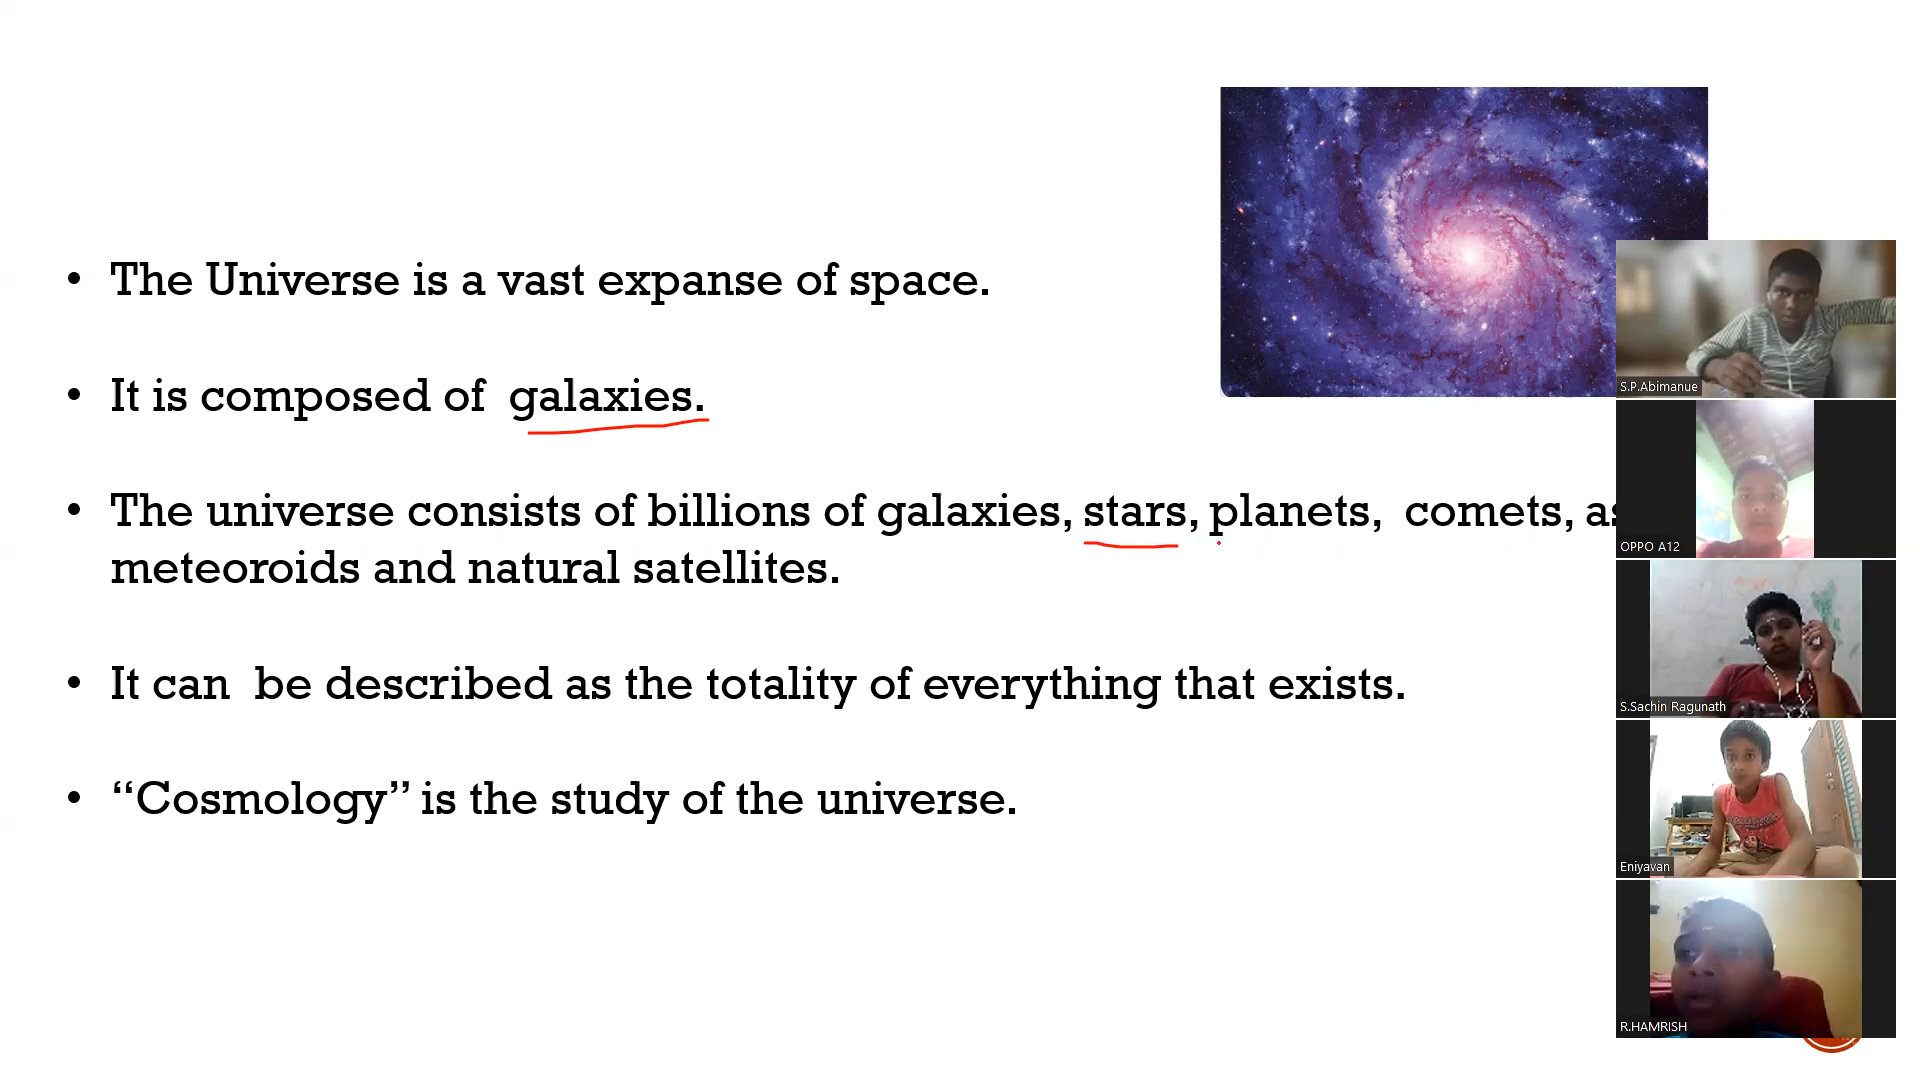 • The Universe is a vast expanse of space.
• It is composed of galaxies.
• The universe consists of billions of galaxies, stars, planets, comets,
meteoroids and natural satellites.
• It can be described as the totality of everything that exists.
• “Cosmology” is the study of the universe.
S.P.Abimanue
OPPO A12
S.Sachin Ragunath
Eniyavan
R.HAMRISH